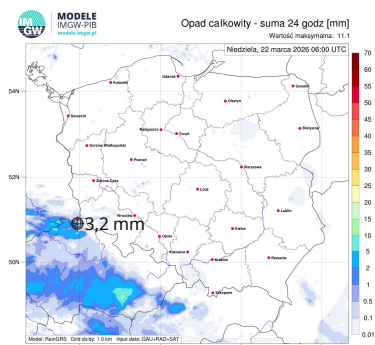 IM
GW
MODELE
IMGW-PIB
modele.imgw.pl
Opad całkowity - suma 24 godz [mm]
Wartość maksymalna: 11.1
Niedziela, 22 marca 2026 06:00 UTC
Gdańsk
Koszalin
Suwałki
54N
Olsztyn
Szczecin
Bydgoszcz
Toruń
Białystok
Gorzów Wielkopolski
Poznań
Warszawa
52N
Zielona Góra
Łódź
Wrocław
Lublin
3,2 mm
Opole
Kielce
Katowice
Kraków
Rzeszów
50N
Zakopane
Model: RainGRS Grid dx/dy: 1.0 km Input data: GAU+RAD+SAT
70
60
55
50
45
40
35
30
25
20
15
10
5
2
1
0.5
0.1
0.01